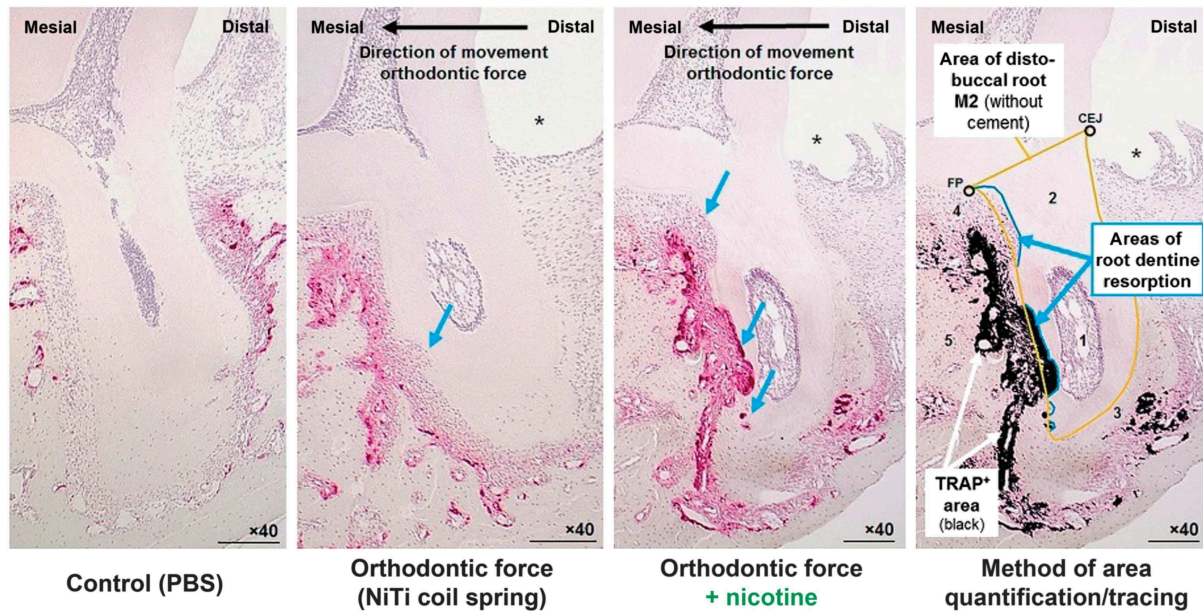 Mesial Distal
×40
Control (PBS)
Mesial Distal
Direction of movement
orthodontic force
*
×40
Orthodontic force
(NiTi coil spring)
Mesial Distal
Direction of movement
orthodontic force
*
×40
Orthodontic force
+ nicotine
Mesial Distal
Area of disto-
buccal root
M2 (without
cement)
CEJ
*
FP
4
2
Areas of
root dentine
resorption
5
1
3
TRAP+
area
(black)
×40
Method of area
quantification/tracing